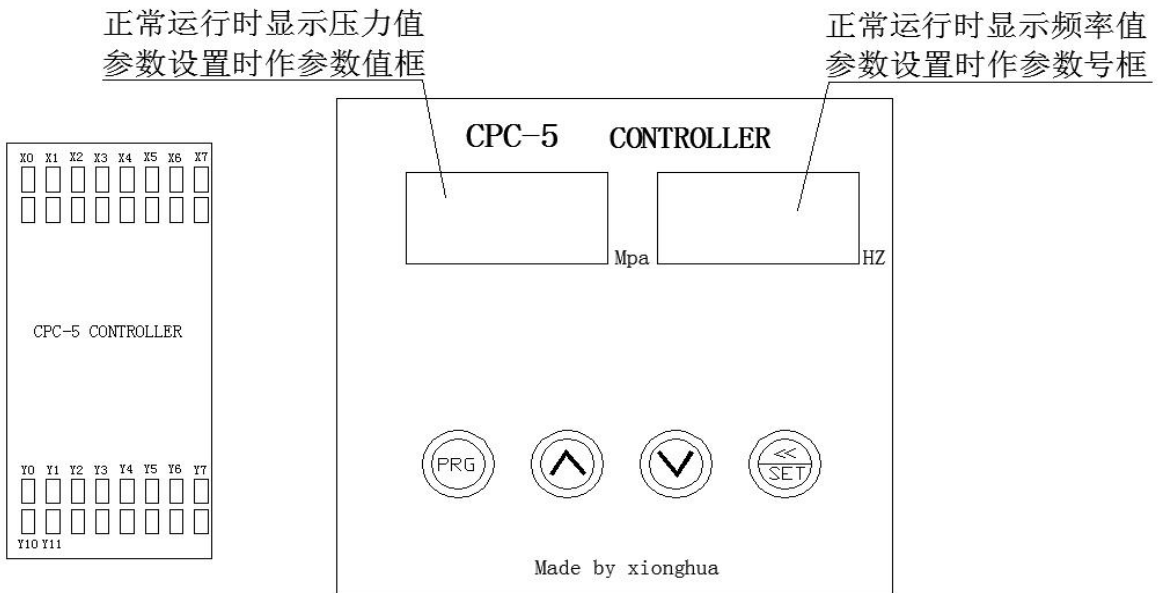 正常运行时显示压力值
参数设置时作参数值框
正常运行时显示频率值
参数设置时作参数号框
CPC-5 CONTROLLER
Mpa
HZ
X0 X1 X2 X3 X4 X5 X6 X7
CPC-5 CONTROLLER
Y0 Y1 Y2 Y3 Y4 Y5 Y6 Y7
Y10 Y11
PRG
<<
SET
Made by xionghua